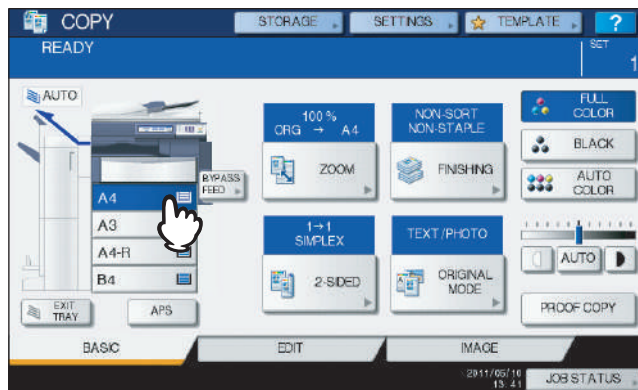 COPY
STORAGE
SETTINGS
TEMPLATE
?
READY
SET
1
AUTO
A4
A3
A4-R
B4
BYPASS
FEED
EXIT
TRAY
APS
100 %
ORG → A4
ZOOM
NON-SORT
NON-STAPLE
FINISHING
1→1
SIMPLEX
2-SIDED
TEXT/PHOTO
ORIGINAL
MODE
FULL
COLOR
BLACK
AUTO
COLOR
AUTO
PROOF COPY
BASIC
EDIT
IMAGE
2011/05/10
13:41
JOB STATUS